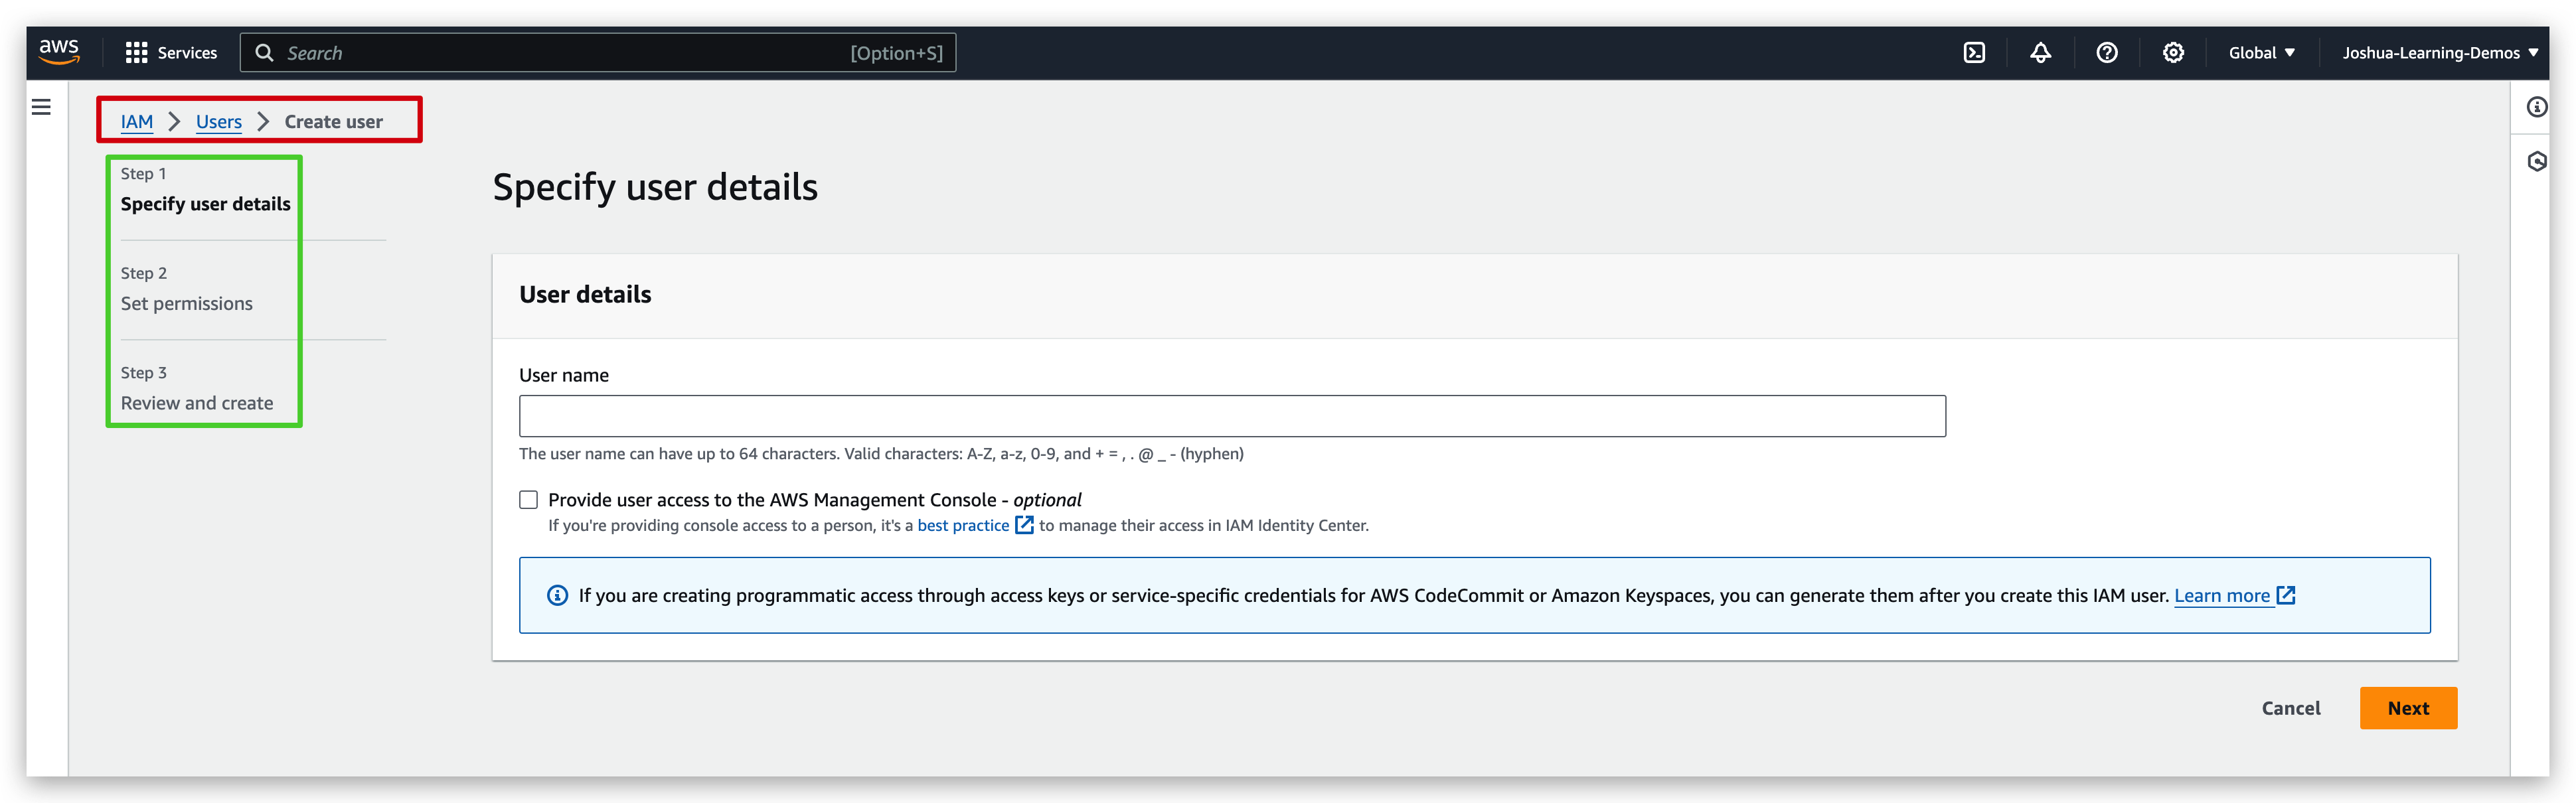 aws
Services
Search
[Option+S]
Global
Joshua-Learning-Demos
IAM > Users > Create user
Step 1
Specify user details
Step 2
Set permissions
Step 3
Review and create
Specify user details
User details
User name
The user name can have up to 64 characters. Valid characters: A-Z, a-z, 0-9, and + = , . @ _ - (hyphen)
Provide user access to the AWS Management Console - optional
If you're providing console access to a person, it's a best practice to manage their access in IAM Identity Center.
If you are creating programmatic access through access keys or service-specific credentials for AWS CodeCommit or Amazon Keyspaces, you can generate them after you create this IAM user. Learn more
Cancel
Next